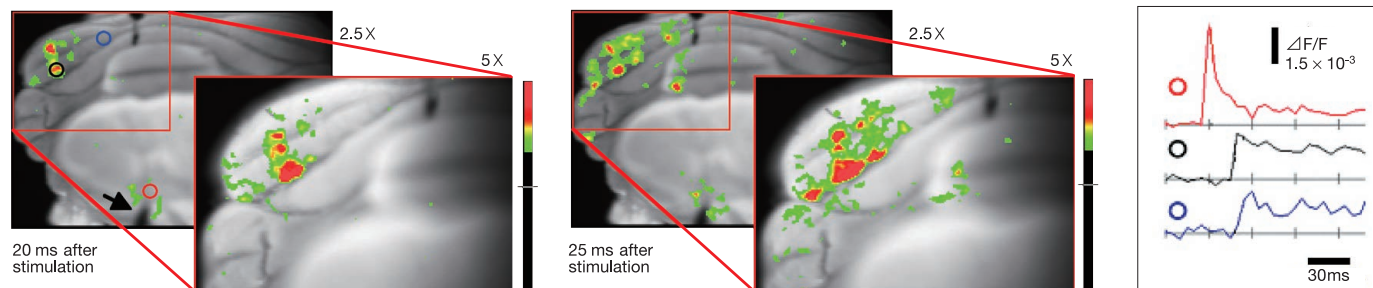 2.5X
5X
20 ms after
stimulation
2.5X
5X
25 ms after
stimulation
⊿F/F
1.5 × 10⁻³
30ms